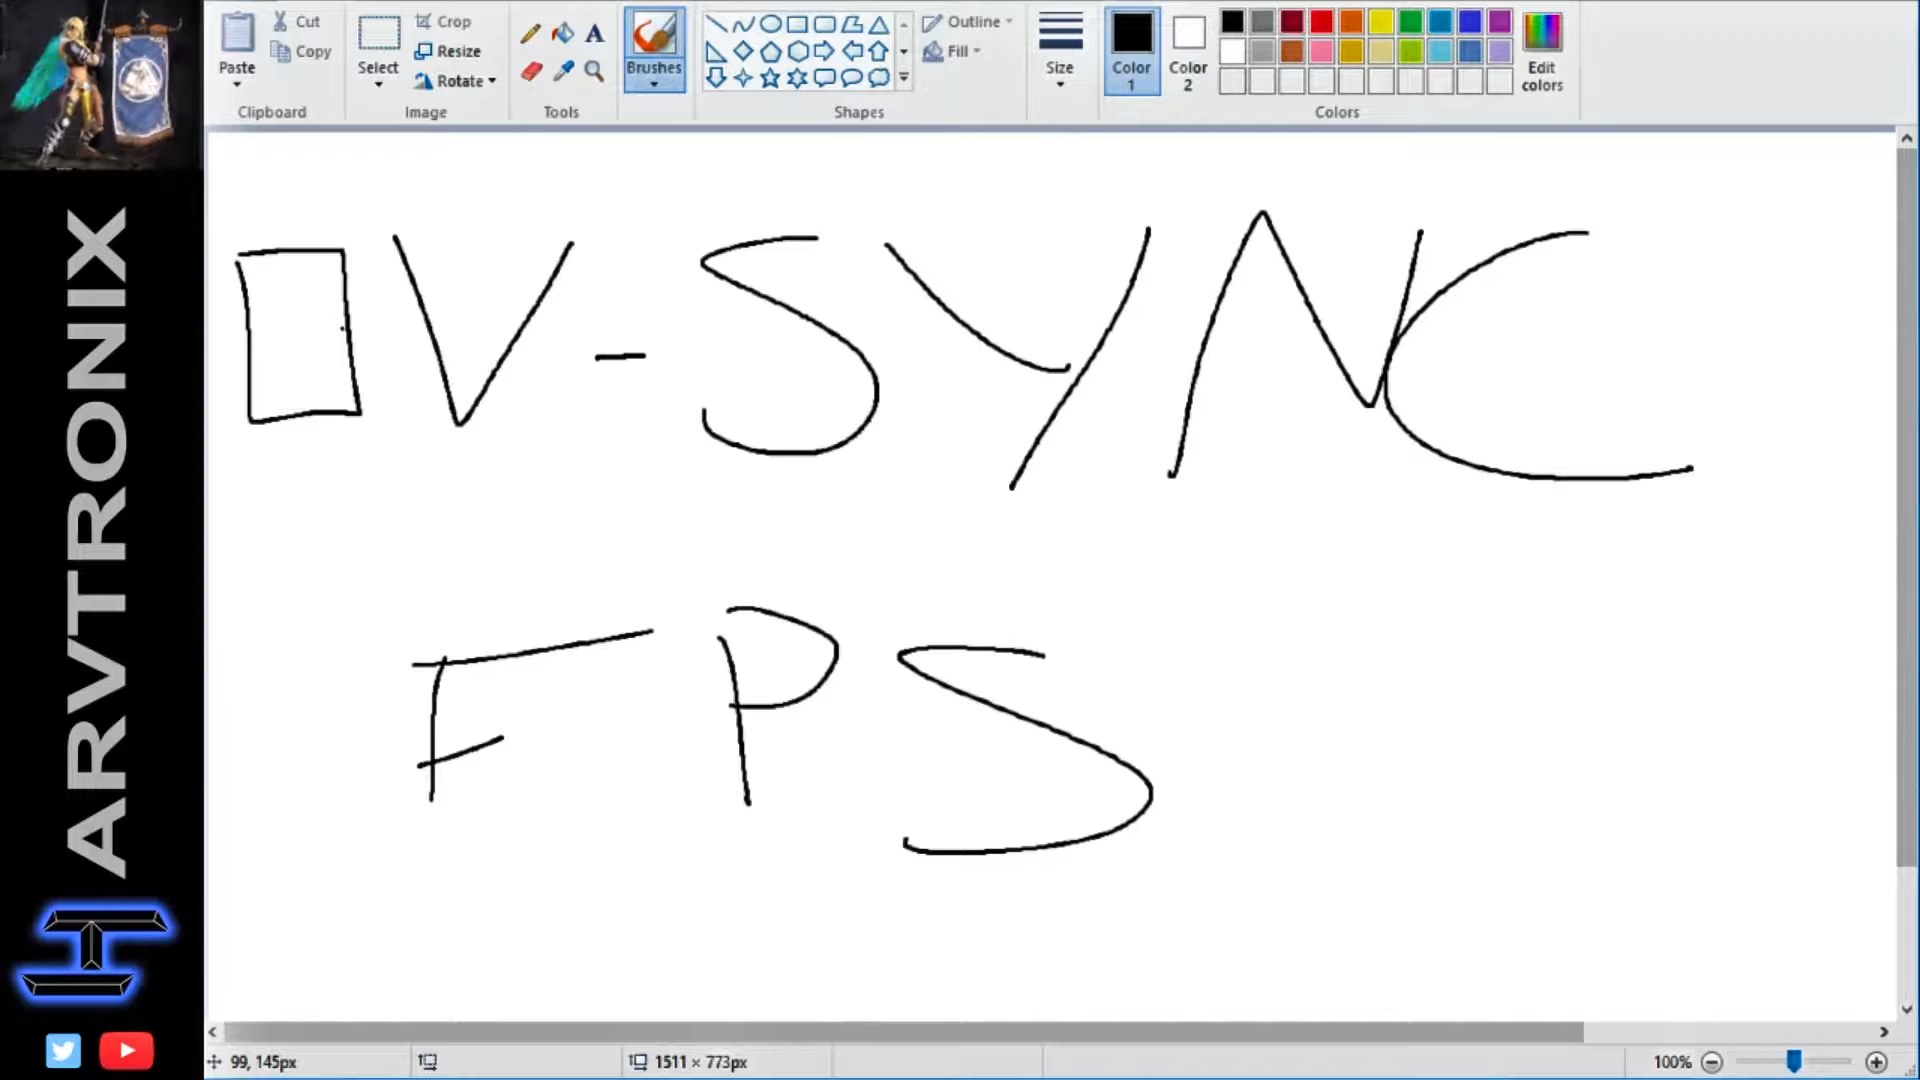 Paste
Cut
Copy
Clipboard
Select
Crop
Resize
Rotate
Image
A
Tools
Brushes
Shapes
Outline
Fill
Size
Color 1
Color 2
Edit colors
Colors
ARVTRONIX
V-SYNC
FPS
99, 145px
1511 × 773px
100%